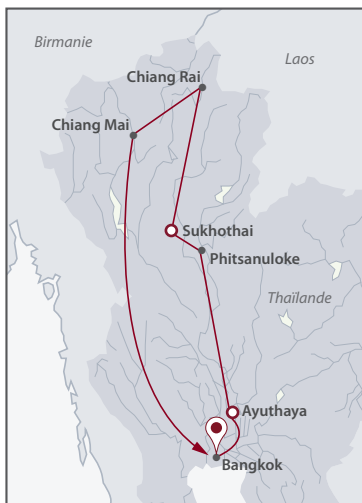 Birmanie
Laos
Chiang Rai
Chiang Mai
Sukhothai
Phitsanuloke
Thaïlande
Ayuthaya
Bangkok